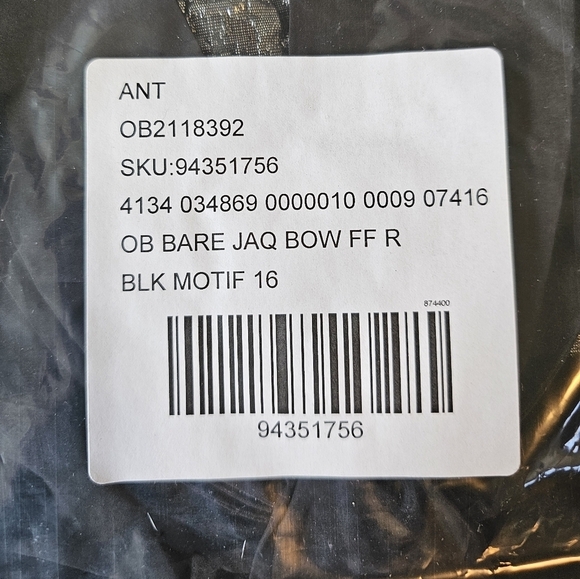 ANT
OB2118392
SKU:94351756
4134 034869 0000010 0009 07416
OB BARE JAQ BOW FF R
BLK MOTIF 16
874400
94351756